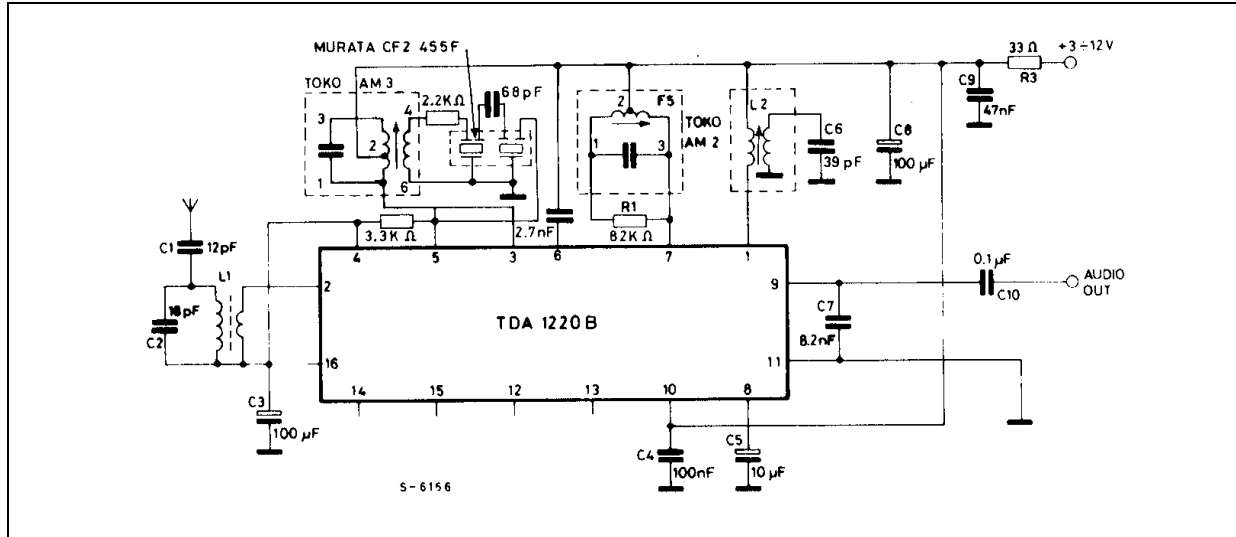 MURATA CF2 455F
33 Ω
+3÷12V
R3
C9
47nF
TOKO AM3
2.2KΩ
68pF
3
4
2
1
6
2
F5
TOKO
AM 2
1
3
L2
C6
39 pF
C8
100 µF
R1
82K Ω
3.3K Ω
2.7nF
C1
12pF
L1
18pF
C2
4
5
3
6
7
1
2
9
0.1 µF
C10
AUDIO
OUT
TDA 1220B
C7
8.2nF
16
11
14
15
12
13
10
8
C3
100 µF
C4
100nF
C5
10 µF
S-6156